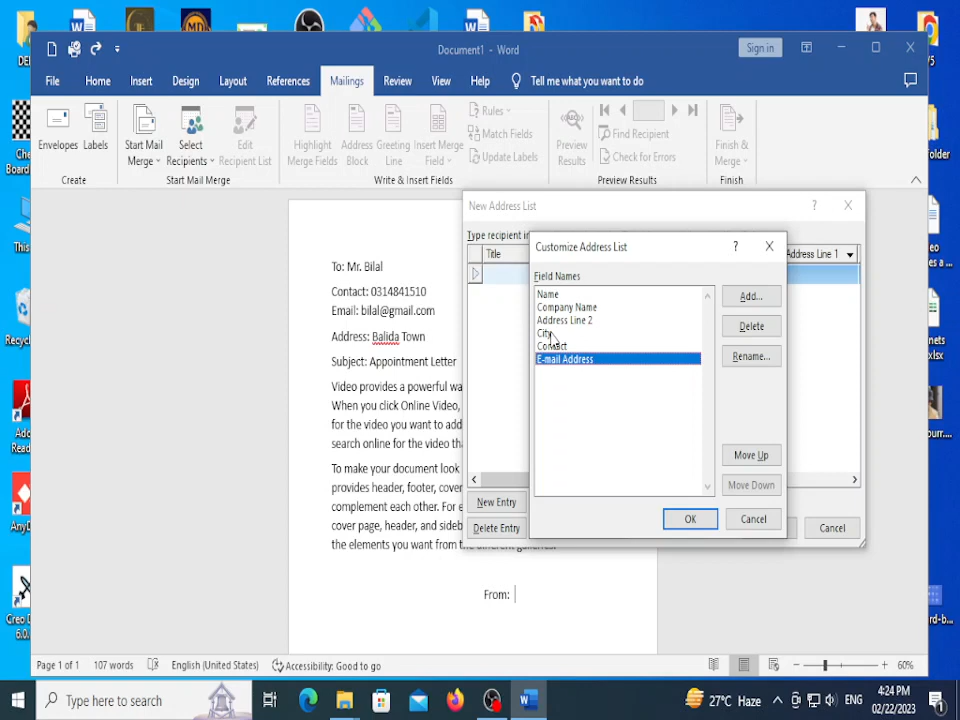 Document1 - Word
Sign in
File
Home
Insert
Design
Layout
References
Mailings
Review
View
Help
Tell me what you want to do
Envelopes
Labels
Start Mail
Merge
Select
Recipients
Edit
Recipient List
Highlight
Merge Fields
Address
Block
Greeting
Line
Insert Merge
Field
Rules
Match Fields
Update Labels
Preview
Results
Find Recipient
Check for Errors
Finish &
Merge
Create
Start Mail Merge
Write & Insert Fields
Preview Results
Finish
New Address List
?
Type recipient in
Title
Address Line 1
New Entry
Delete Entry
Cancel
Customize Address List
?
Field Names
Name
Company Name
Address Line 2
City
Contact
E-mail Address
Add...
Delete
Rename...
Move Up
Move Down
OK
Cancel
To: Mr. Bilal
Contact: 0314841510
Email: bilal@gmail.com
Address: Balida Town
Subject: Appointment Letter
Video provides a powerful wa
When you click Online Video,
for the video you want to add
search online for the video tha
To make your document look
provides header, footer, cover
complement each other. For e
cover page, header, and sideb
the elements you want from the different galleries.
From:
Page 1 of 1
107 words
English (United States)
Accessibility: Good to go
60%
Type here to search
27°C Haze
ENG
4:24 PM
02/22/2023
1